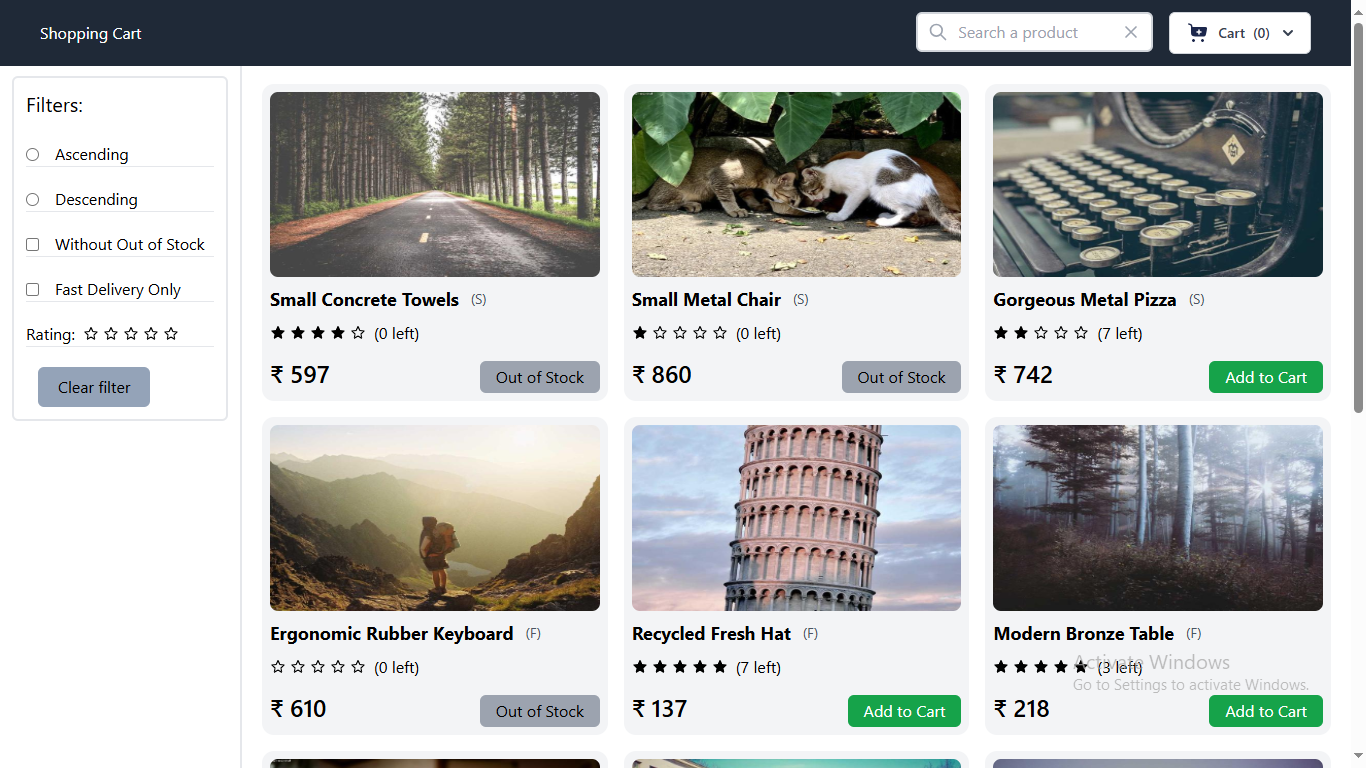 Shopping Cart
Search a product
Cart (0)
Filters:
Ascending
Descending
Without Out of Stock
Fast Delivery Only
Rating:
Clear filter
Small Concrete Towels (S)
(0 left)
₹ 597
Out of Stock
Small Metal Chair (S)
(0 left)
₹ 860
Out of Stock
Gorgeous Metal Pizza (S)
(7 left)
₹ 742
Add to Cart
Ergonomic Rubber Keyboard (F)
(0 left)
₹ 610
Out of Stock
Recycled Fresh Hat (F)
(7 left)
₹ 137
Add to Cart
Modern Bronze Table (F)
(3 left)
₹ 218
Add to Cart
Activate Windows
Go to Settings to activate Windows.